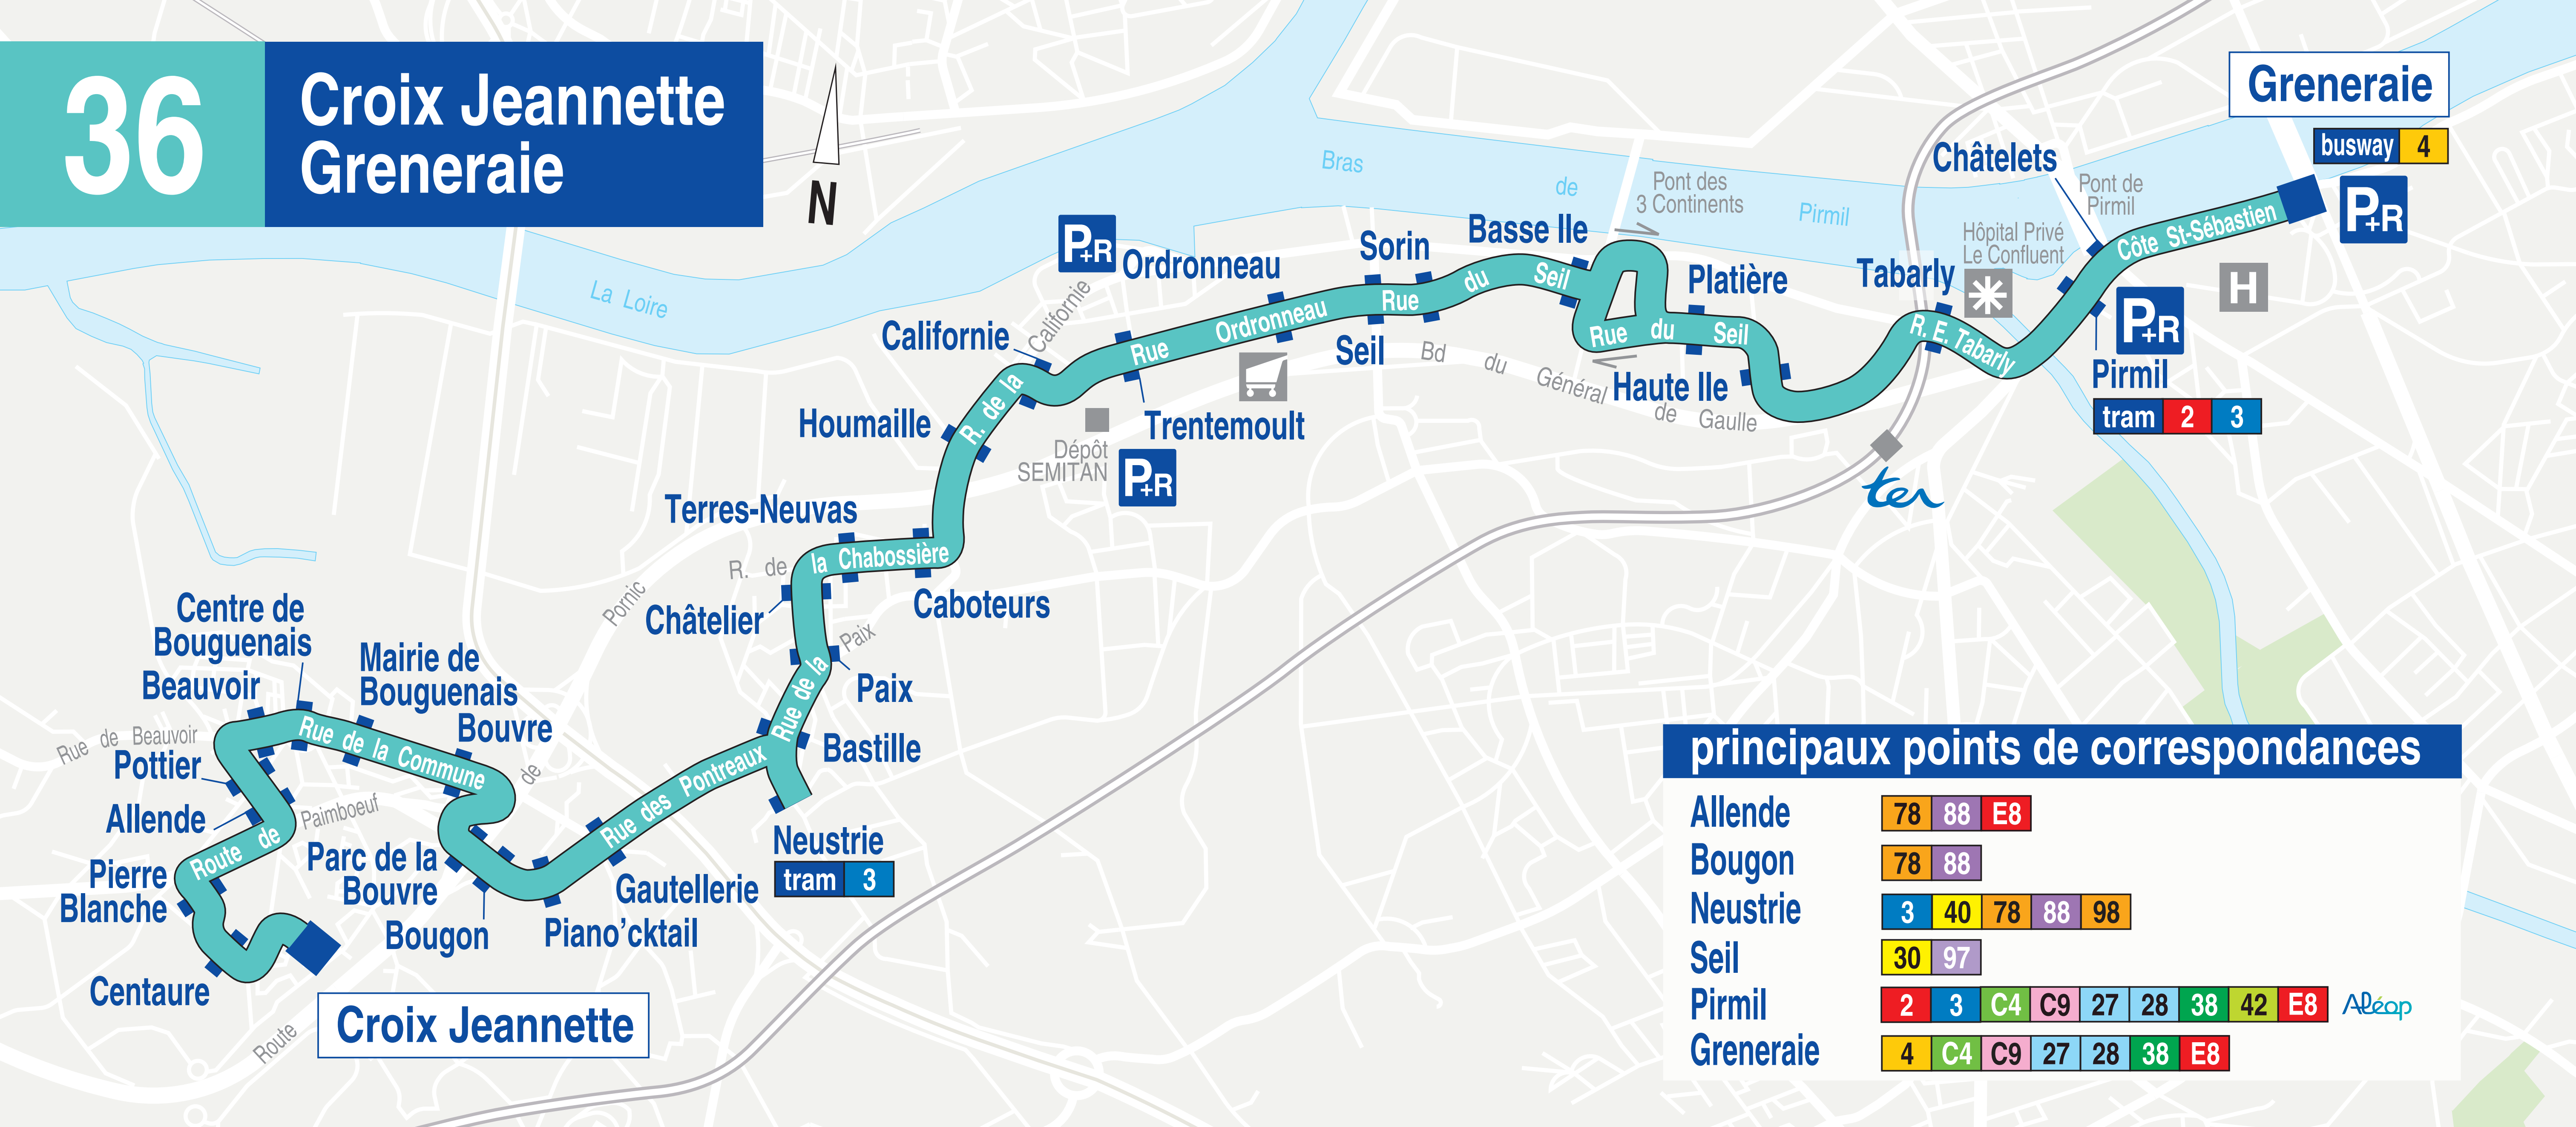 36
Croix Jeannette
Greneraie
N
Greneraie
busway 4
P+R
Châtelets
Pont de
Pirmil
Côte St-Sébastien
Bras de Pirmil
Pont des
3 Continents
Hôpital Privé
Le Confluent
H
La Loire
P+R
Ordronneau
Sorin
Basse Ile
Platière
Tabarly
P+R
Pirmil
tram 2 3
Californie
Californie
Rue Ordronneau
Rue du Seil
Rue du Seil
R. E. Tabarly
Seil
Bd du Général de Gaulle
Haute Ile
Houmaille
R. de la
Trentemoult
Dépôt
SEMITAN
P+R
ter
Terres-Neuvas
R. de
la Chabossière
Pornic
Châtelier
Caboteurs
Paix
Paix
Rue de la
Centre de
Bouguenais
Beauvoir
Mairie de
Bouguenais
Bouvre
Bastille
Rue de Beauvoir
Rue de la Commune
de
Pottier
Rue des Pontreaux
Allende
Paimboeuf
Route de
Neustrie
tram 3
Parc de la
Bouvre
Pierre
Blanche
Gautellerie
Bougon
Piano'cktail
Centaure
Croix Jeannette
Route
principaux points de correspondances
Allende 78 88 E8
Bougon 78 88
Neustrie 3 40 78 88 98
Seil 30 97
Pirmil 2 3 C4 C9 27 28 38 42 E8 Aléop
Greneraie 4 C4 C9 27 28 38 E8